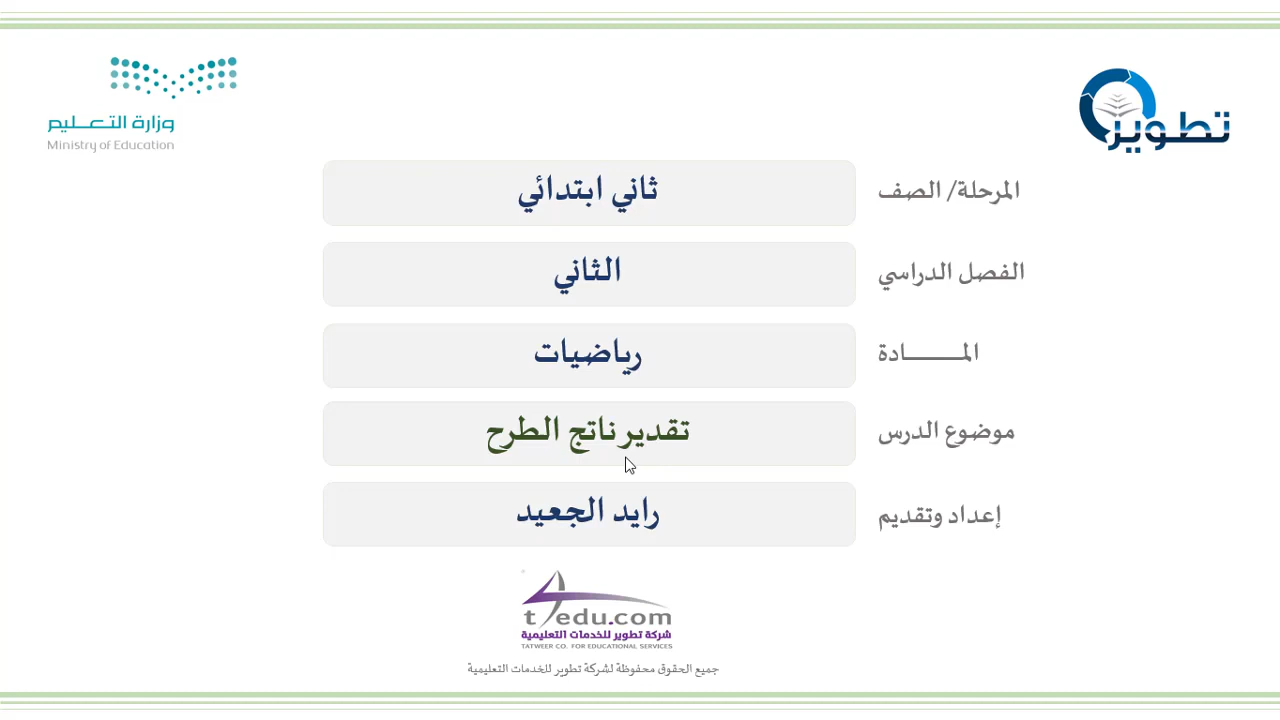 وزارة التعليم
Ministry of Education
تطوير
المرحلة/ الصف
ثاني ابتدائي
الفصل الدراسي
الثاني
المـــــــادة
رياضيات
موضوع الدرس
تقدير ناتج الطرح
إعداد وتقديم
رايد الجعيد
t4edu.com
شركة تطوير للخدمات التعليمية
TATWEER CO. FOR EDUCATIONAL SERVICES
جميع الحقوق محفوظة لشركة تطوير للخدمات التعليمية